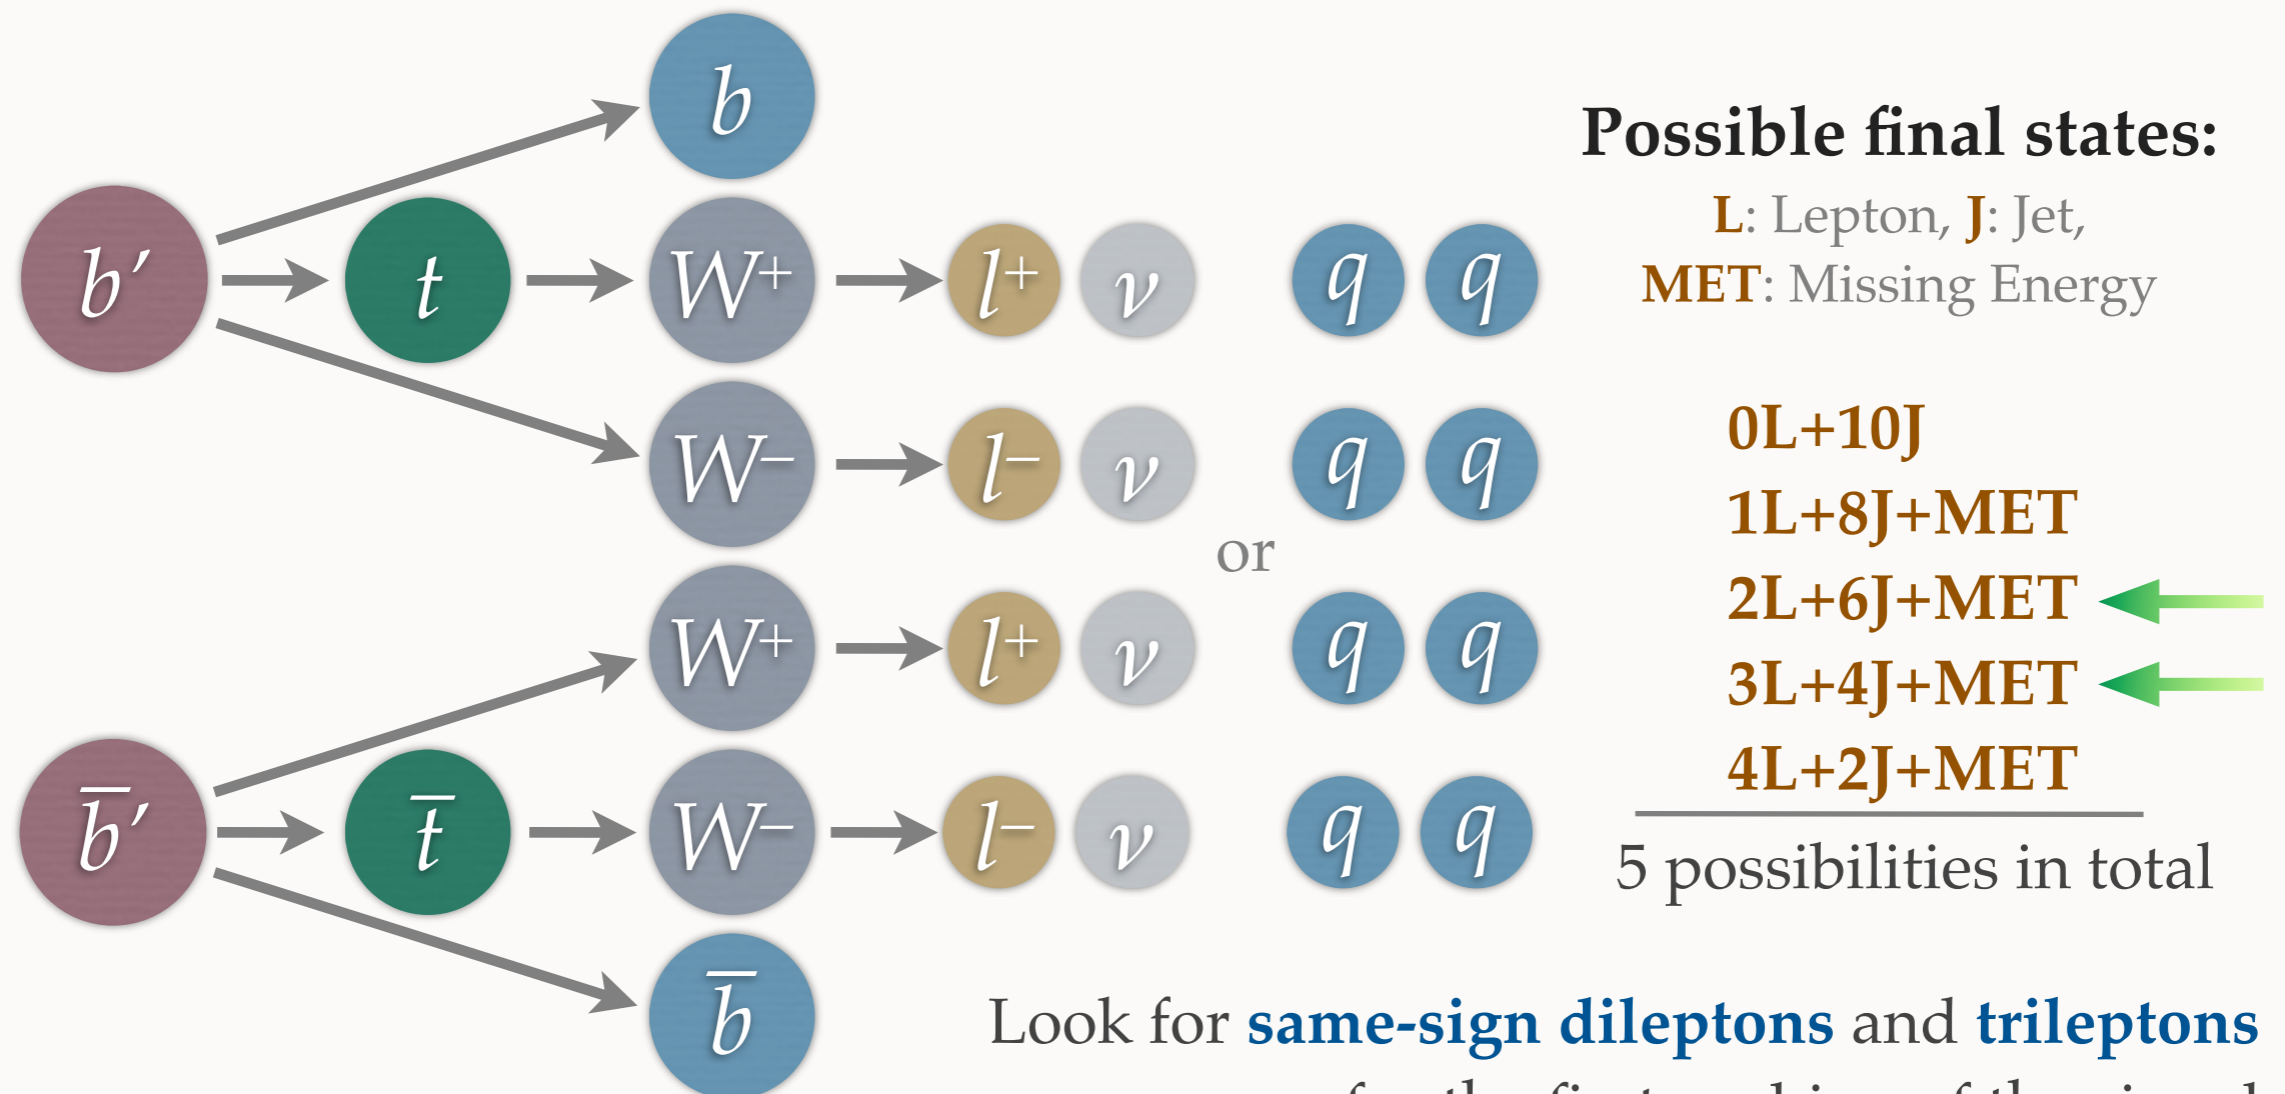 b
b′ t W⁺ l⁺ ν q q
W⁻ l⁻ ν q q
or
W⁺ l⁺ ν q q
b̅′ t̅ W⁻ l⁻ ν q q
b̅
Possible final states:
L: Lepton, J: Jet,
MET: Missing Energy
0L+10J
1L+8J+MET
2L+6J+MET
3L+4J+MET
4L+2J+MET
5 possibilities in total
Look for same-sign dileptons and trileptons